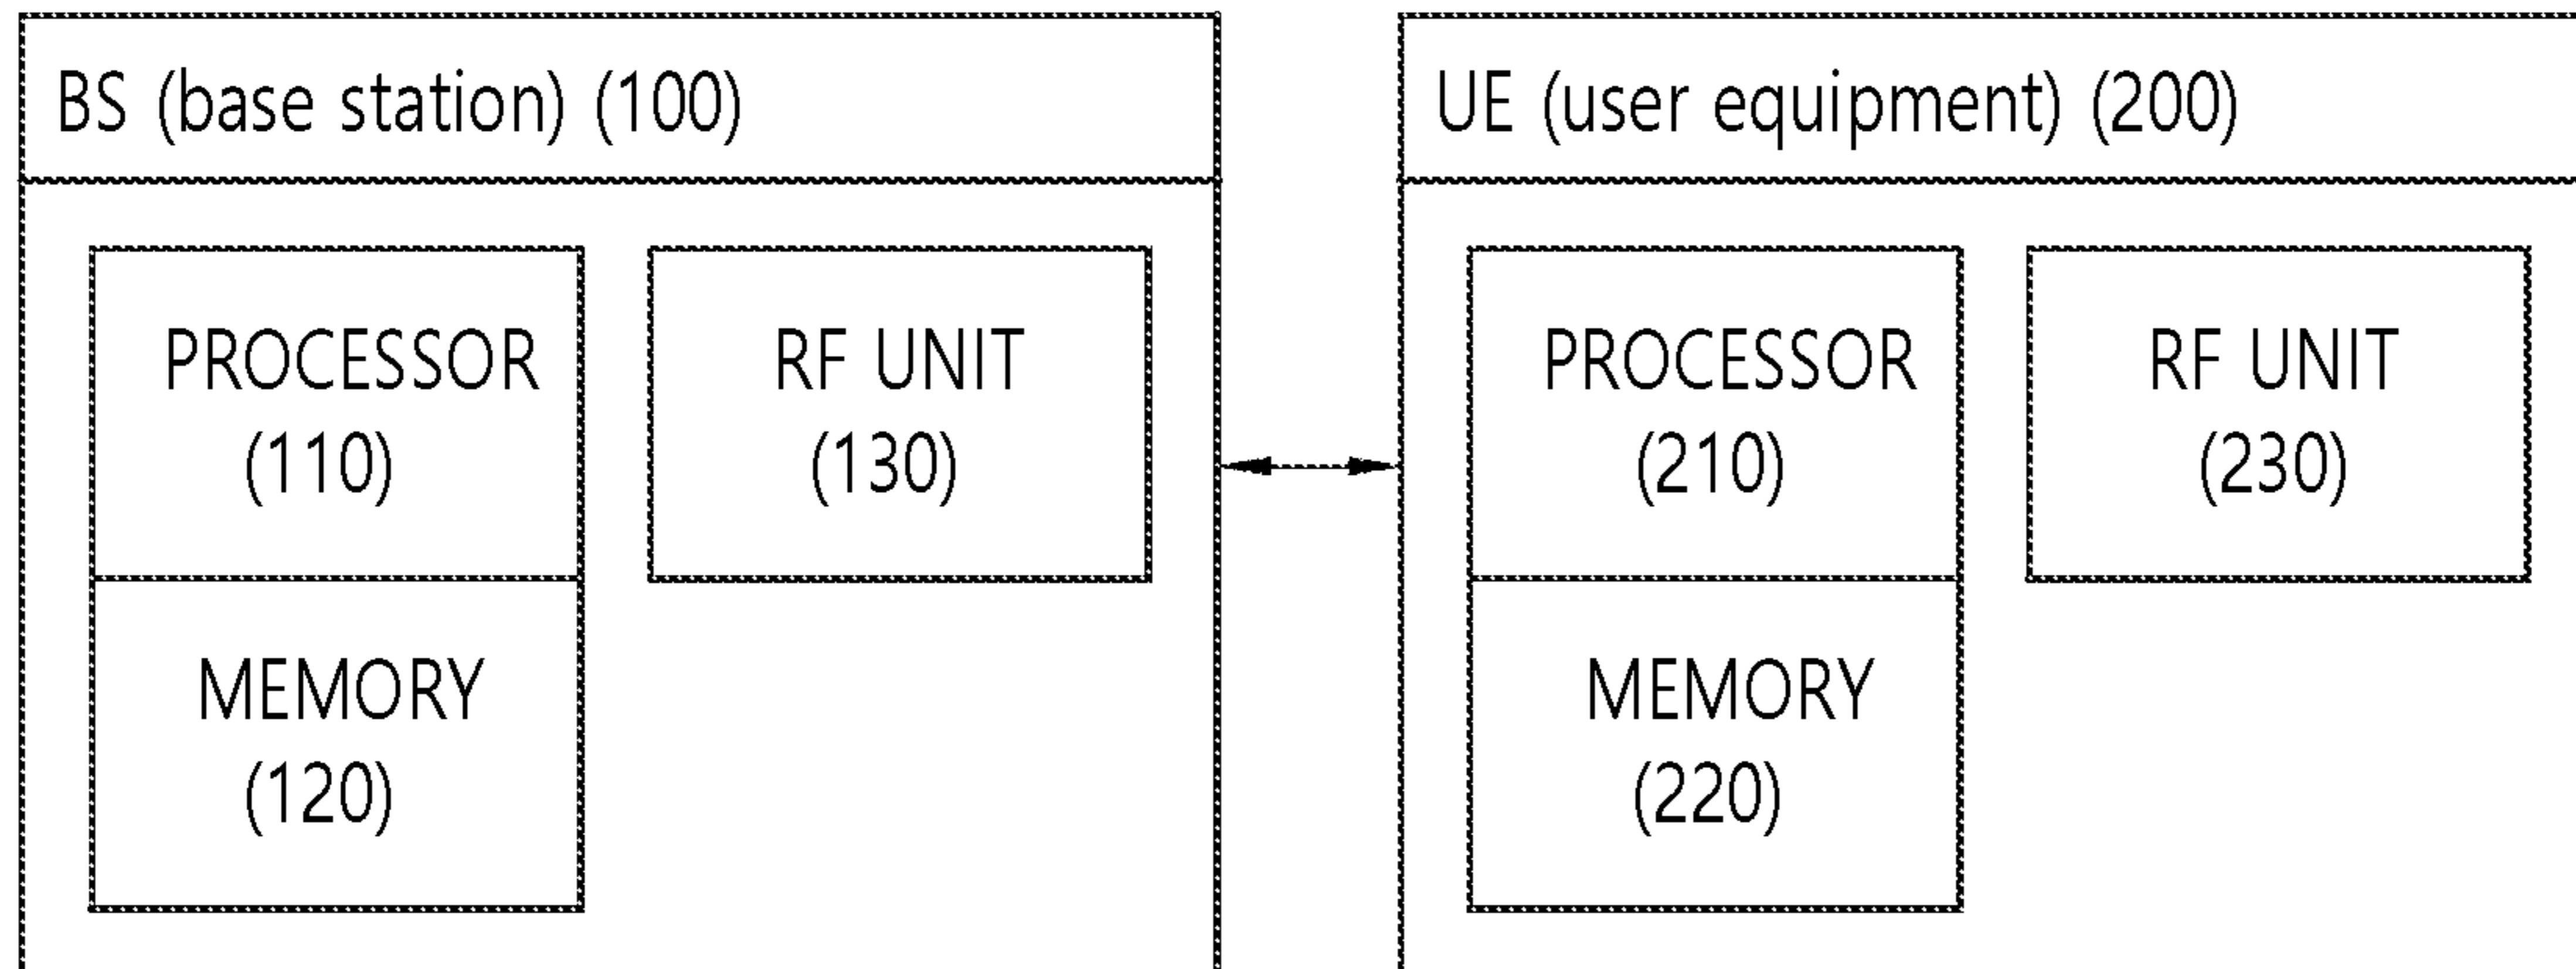 BS (base station) (100)
PROCESSOR
(110)
RF UNIT
(130)
MEMORY
(120)
UE (user equipment) (200)
PROCESSOR
(210)
RF UNIT
(230)
MEMORY
(220)